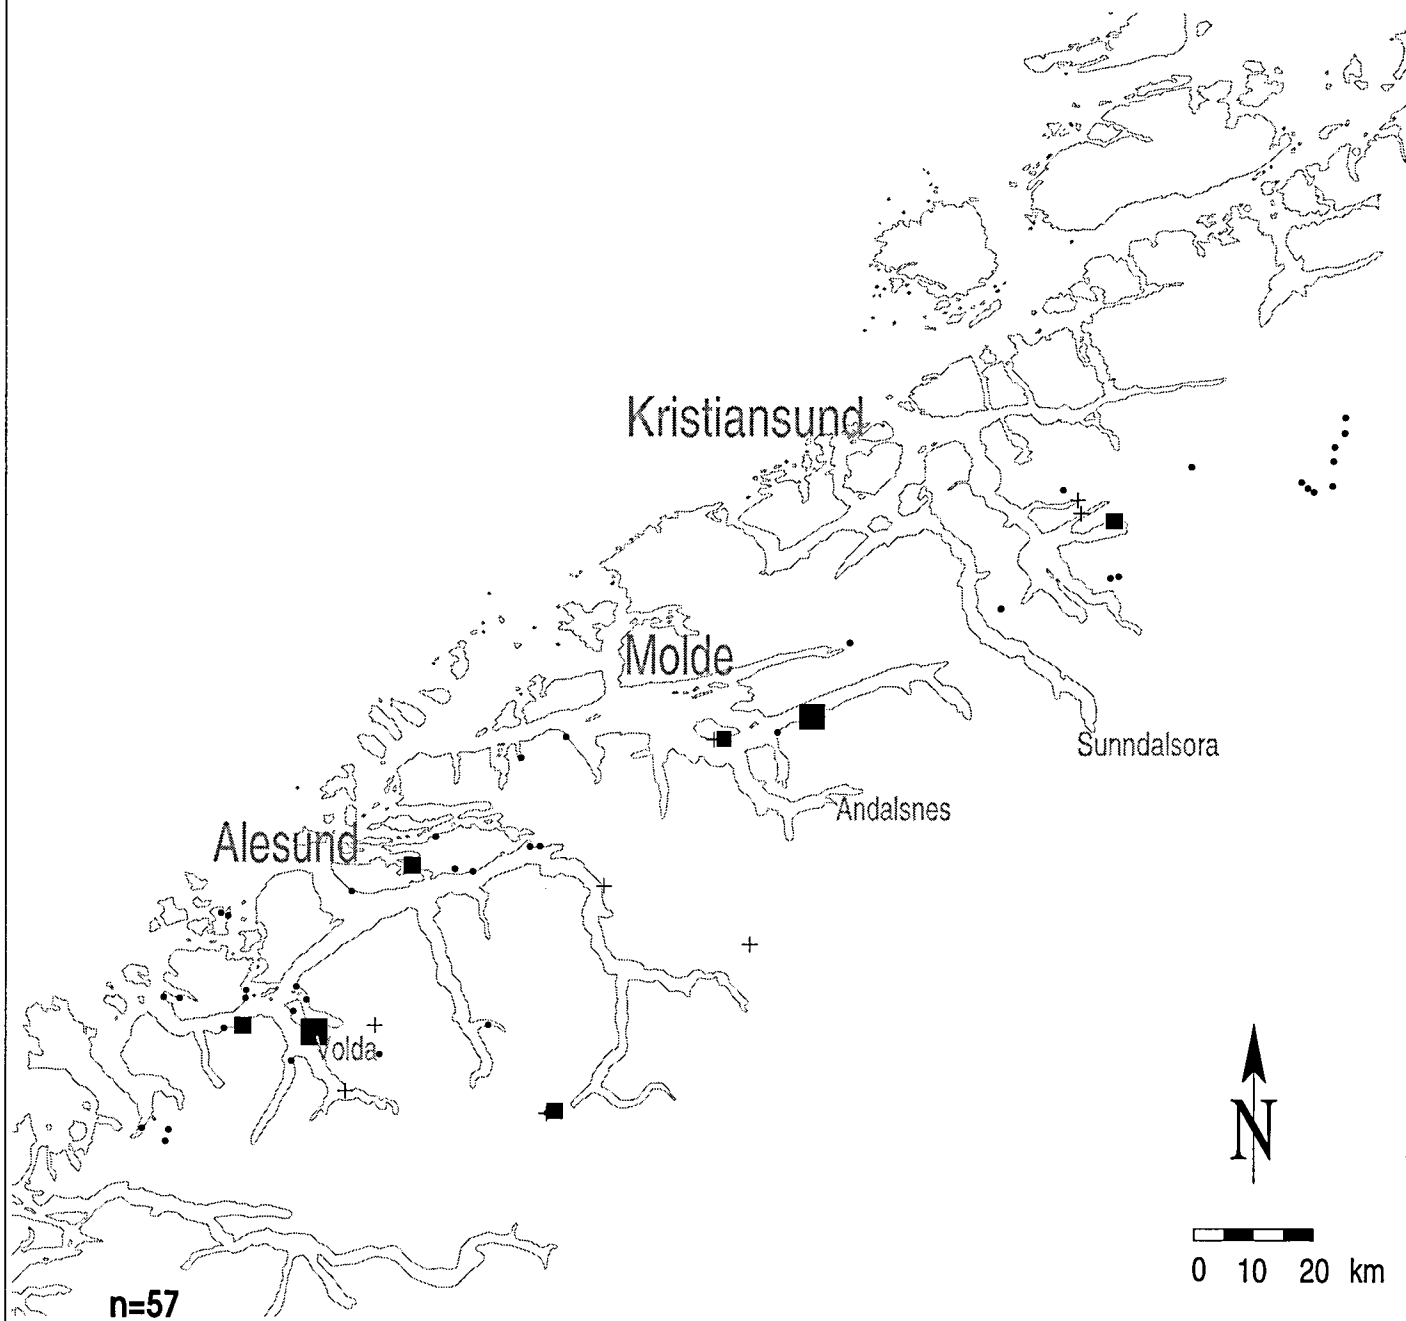 Kristiansund
Molde
Sunndalsora
Andalsnes
Alesund
Volda
N
0 10 20 km
n=57